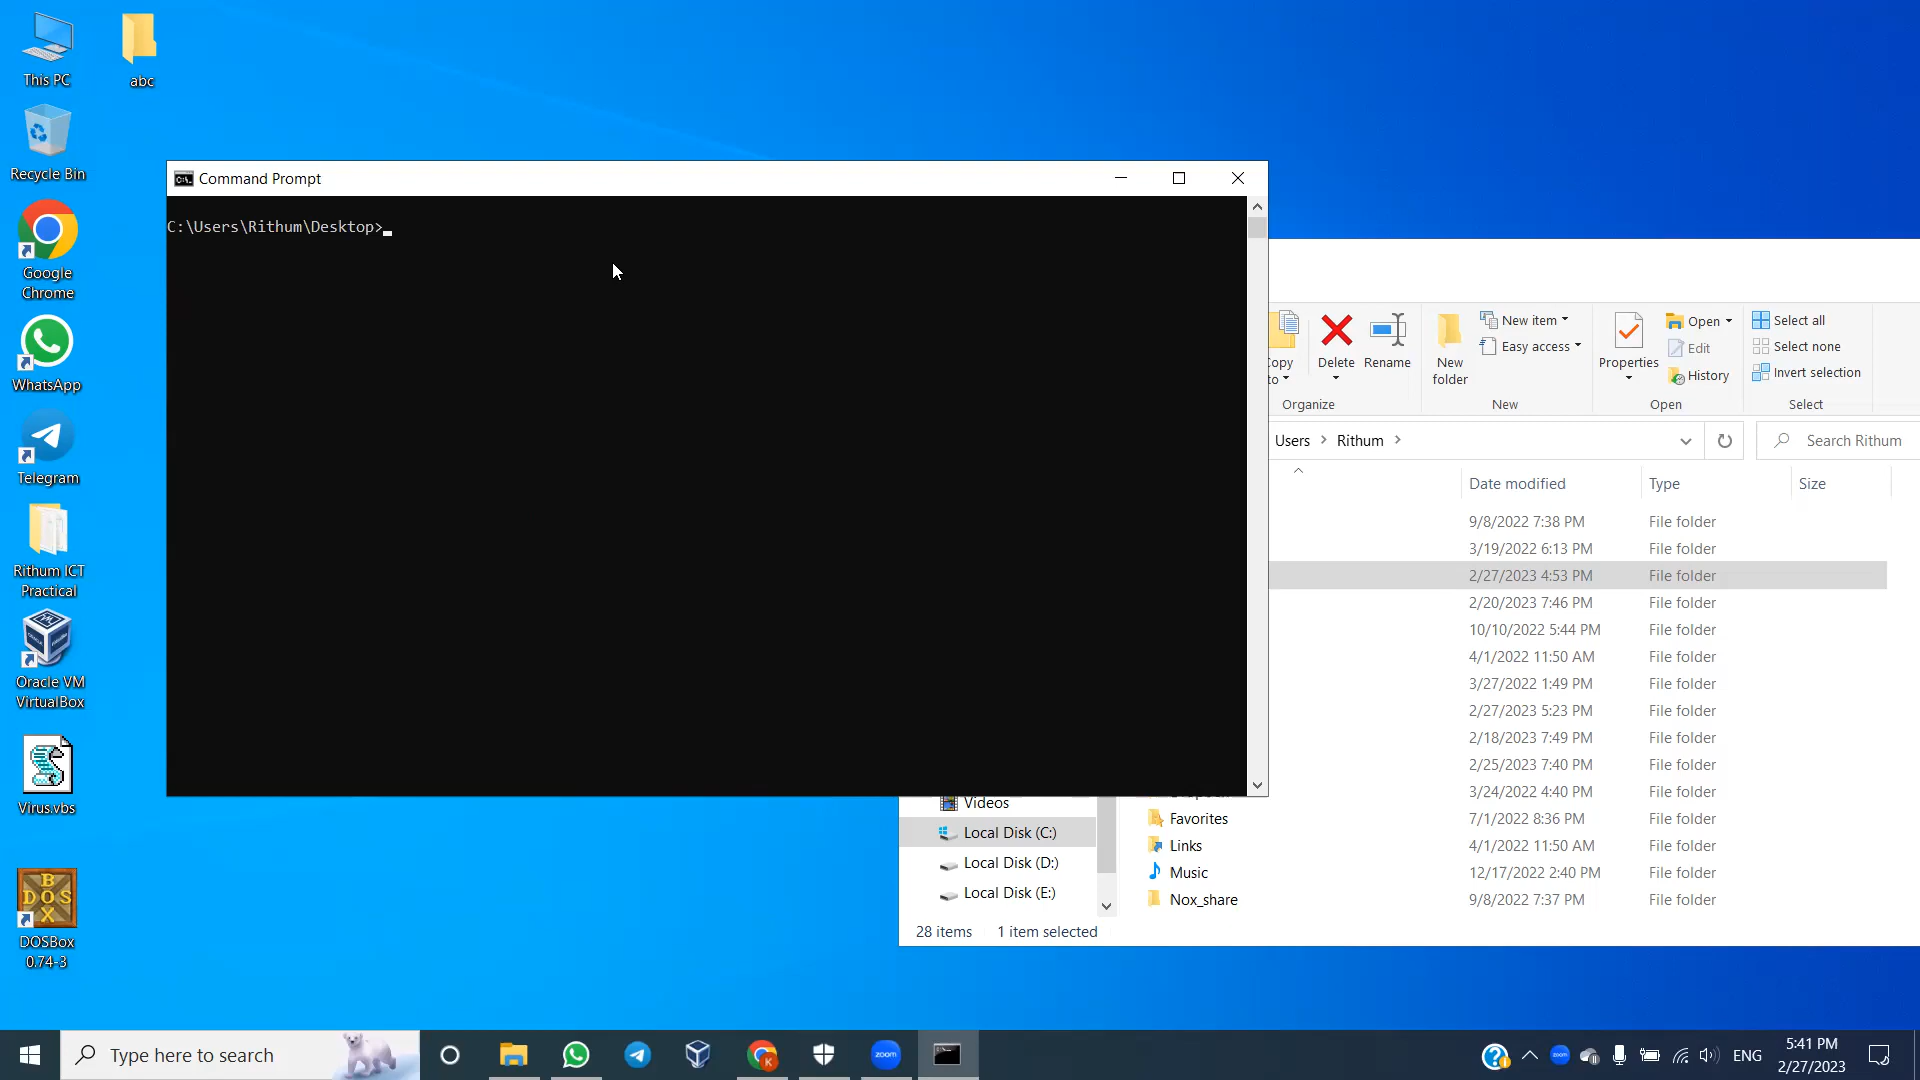 This PC
abc
Recycle Bin
Google
Chrome
WhatsApp
Telegram
Rithum ICT
Practical
Oracle VM
VirtualBox
Virus.vbs
DOSBox
0.74-3
Command Prompt
C:\Users\Rithum\Desktop>
Delete
Rename
New
folder
New item
Easy access
Properties
Open
Edit
History
Select all
Select none
Invert selection
Organize
New
Open
Select
Users
Rithum
Search Rithum
Date modified
Type
Size
9/8/2022 7:38 PM File folder
3/19/2022 6:13 PM File folder
2/27/2023 4:53 PM File folder
2/20/2023 7:46 PM File folder
10/10/2022 5:44 PM File folder
4/1/2022 11:50 AM File folder
3/27/2022 1:49 PM File folder
2/27/2023 5:23 PM File folder
2/18/2023 7:49 PM File folder
2/25/2023 7:40 PM File folder
3/24/2022 4:40 PM File folder
Favorites 7/1/2022 8:36 PM File folder
Links 4/1/2022 11:50 AM File folder
Music 12/17/2022 2:40 PM File folder
Nox_share 9/8/2022 7:37 PM File folder
Videos
Local Disk (C:)
Local Disk (D:)
Local Disk (E:)
28 items 1 item selected
Type here to search
zoom
zoom
ENG
5:41 PM
2/27/2023